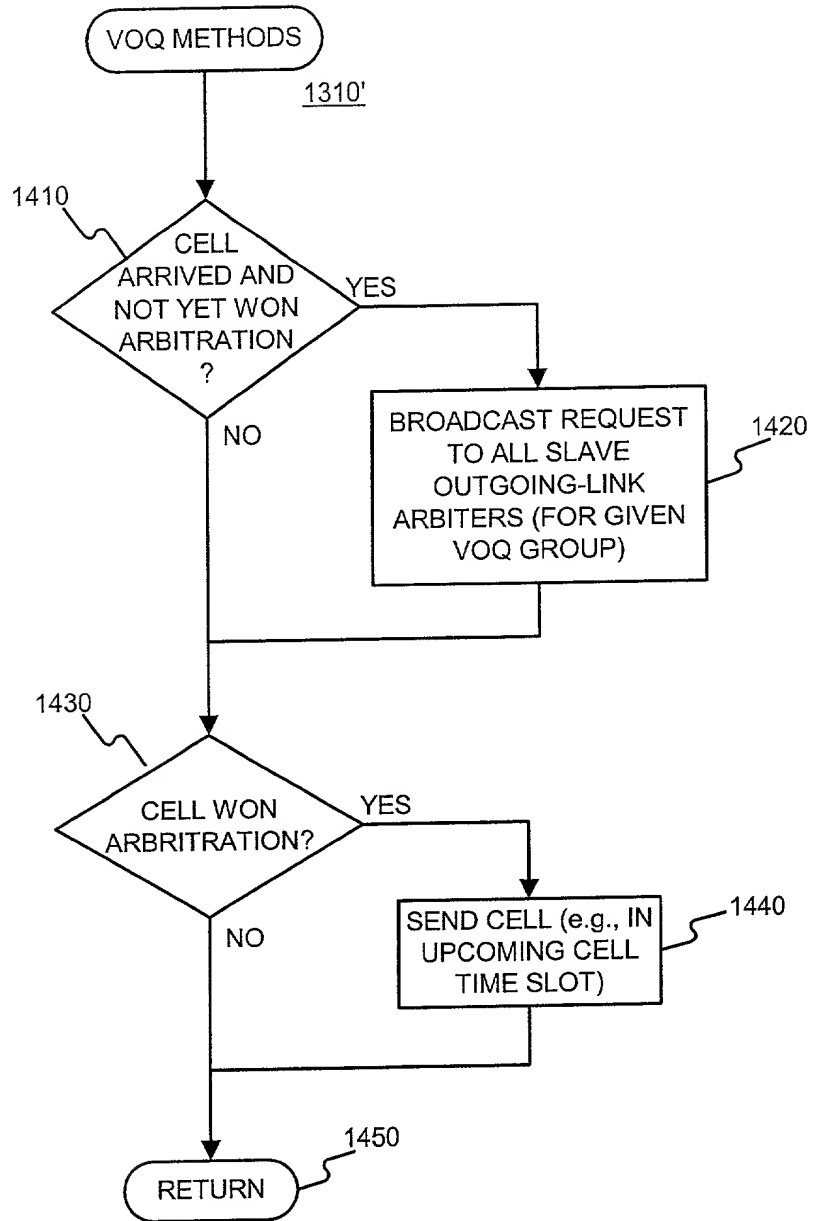 VOQ METHODS
1310'
1410
CELL
ARRIVED AND
NOT YET WON
ARBITRATION
?
YES
NO
BROADCAST REQUEST
TO ALL SLAVE
OUTGOING-LINK
ARBITERS (FOR GIVEN
VOQ GROUP)
1420
1430
CELL WON
ARBRITRATION?
YES
NO
SEND CELL (e.g., IN
UPCOMING CELL
TIME SLOT)
1440
1450
RETURN